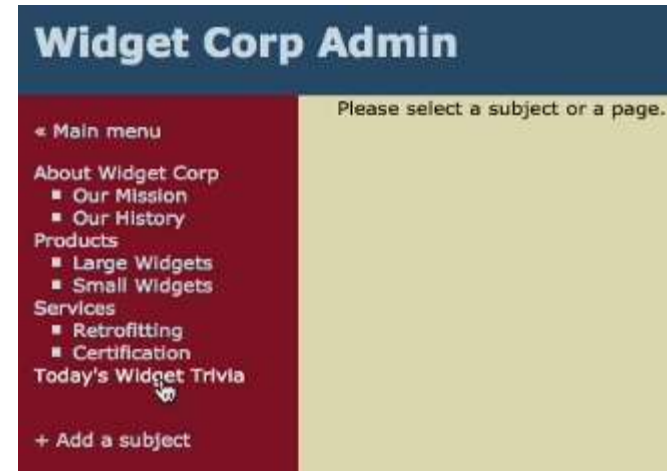 Widget Corp Admin
Please select a subject or a page.
« Main menu
About Widget Corp
Our Mission
Our History
Products
Large Widgets
Small Widgets
Services
Retrofitting
Certification
Today's Widget Trivia
+ Add a subject